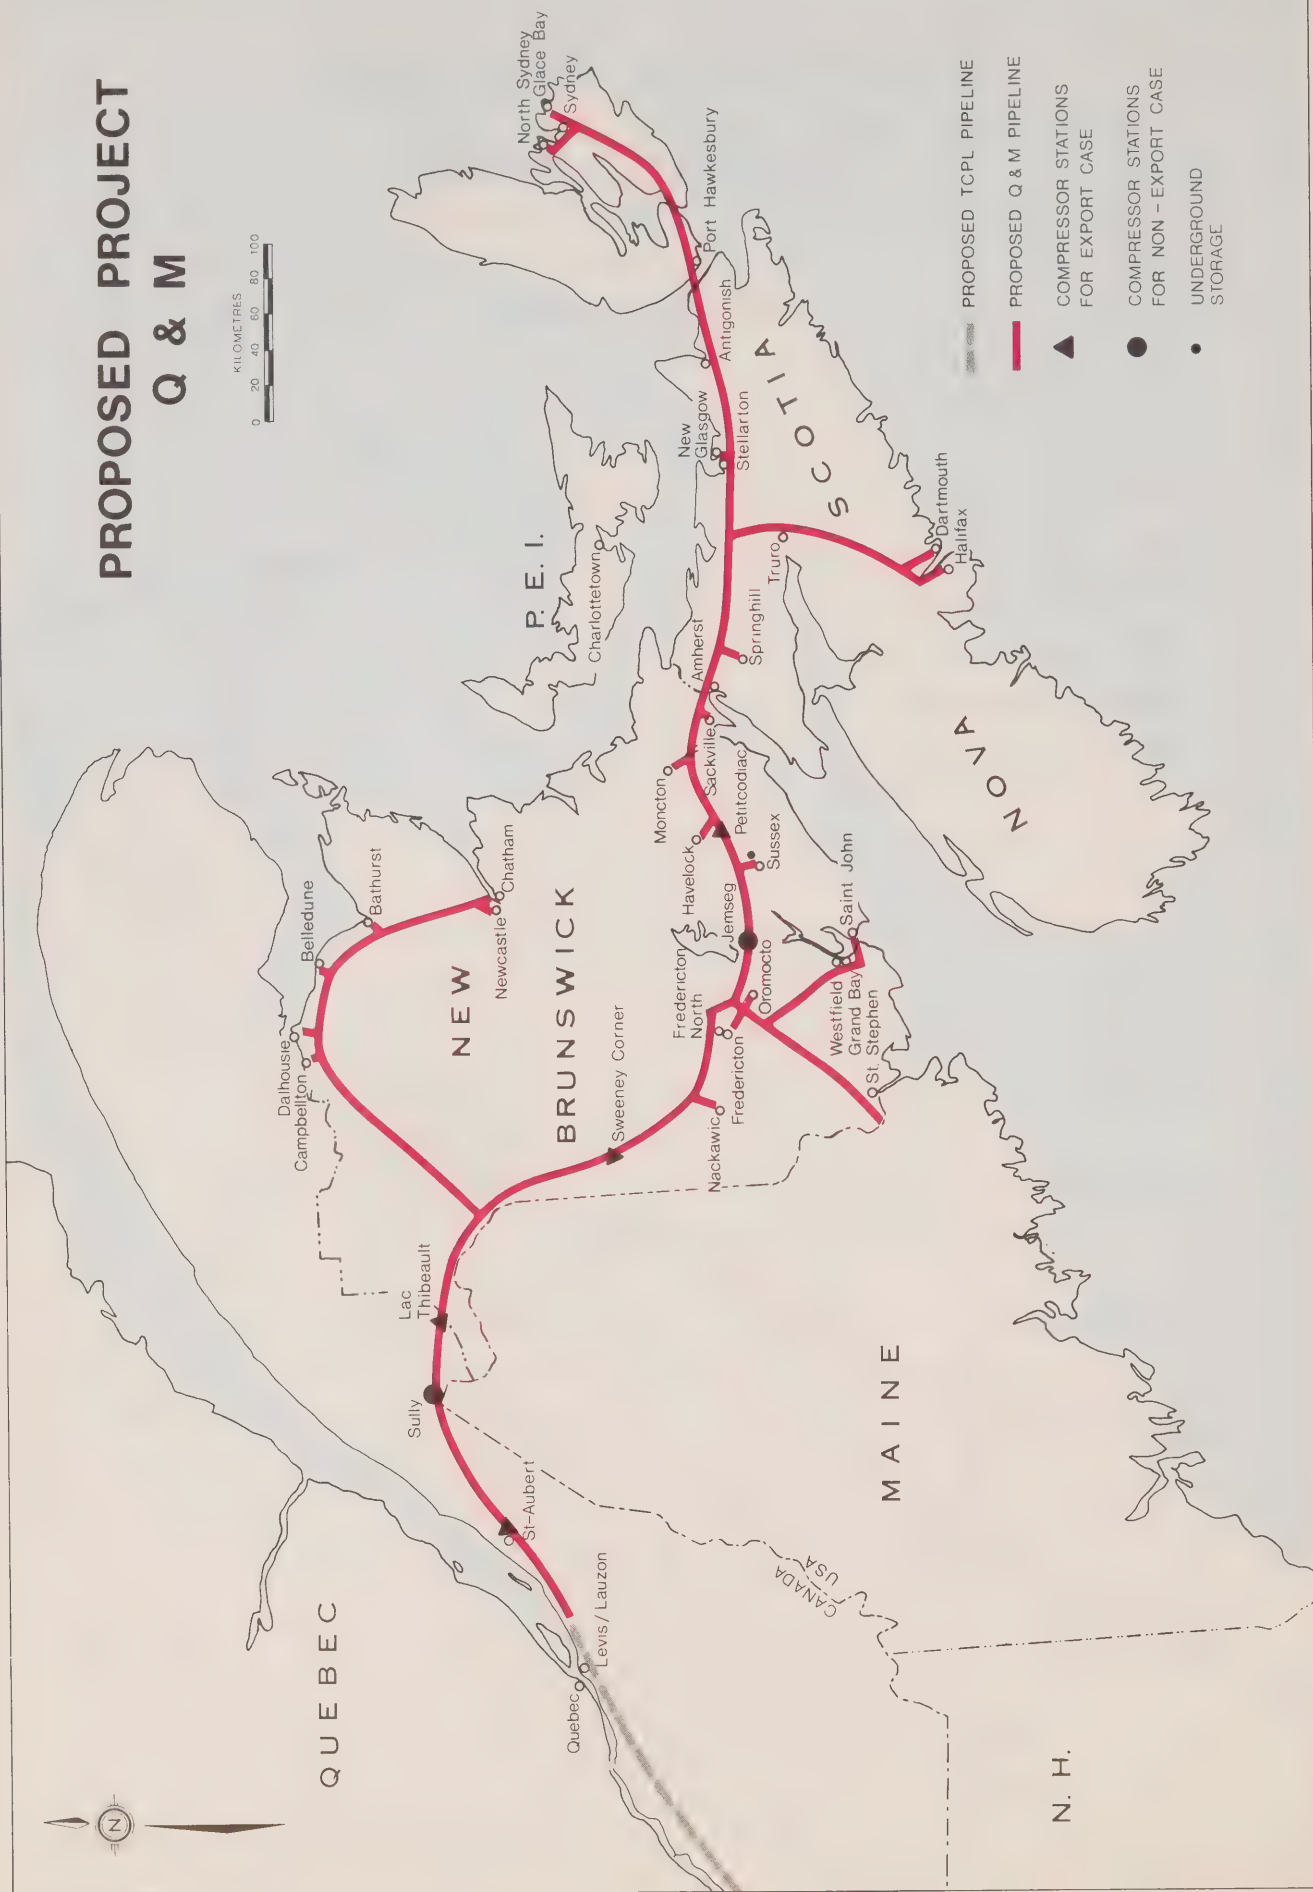 PROPOSED PROJECT
Q & M
KILOMETRES
0 20 40 60 80 100
North Sydney
Glace Bay
Sydney
Port Hawkesbury
Antigonish
New
Glasgow
Stellarton
P. E. I.
Charlottetown
NOVA SCOTIA
Truro
Dartmouth
Halifax
Springhill
Amherst
Sackville
Moncton
Petitcodiac
Havelock
Sussex
Jemseg
Saint John
Westfield
Grand Bay
St. Stephen
Oromocto
Fredericton
North
Fredericton
Nackawic
Sweeney Corner
NEW
BRUNSWICK
Chatham
Newcastle
Bathurst
Belledune
Dalhousie
Campbellton
Lac
Thibeault
Sully
St-Aubert
Levis/Lauzon
Quebec
QUEBEC
CANADA
USA
MAINE
N. H.
N
PROPOSED TCPL PIPELINE
PROPOSED Q & M PIPELINE
COMPRESSOR STATIONS
FOR EXPORT CASE
COMPRESSOR STATIONS
FOR NON-EXPORT CASE
UNDERGROUND
STORAGE